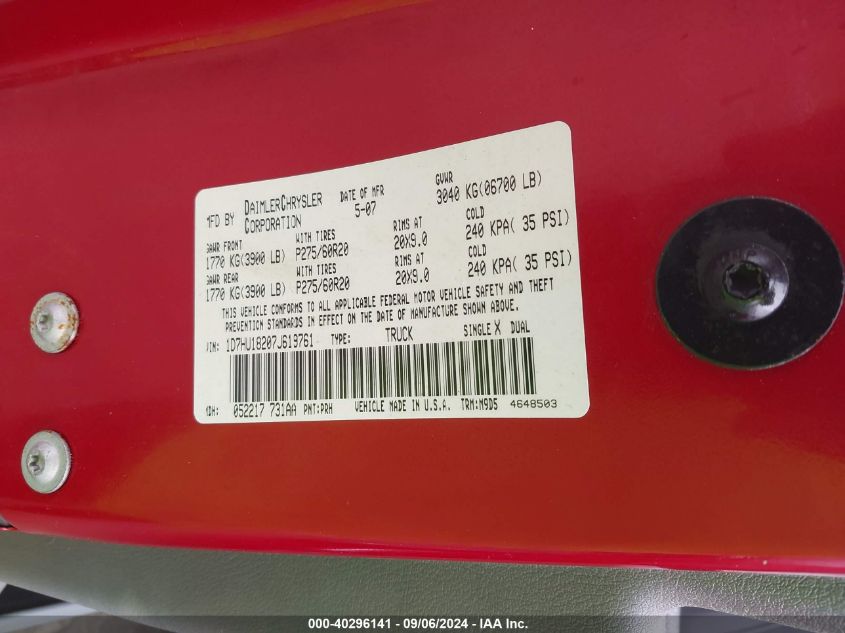 MFD BY DAIMLERCHRYSLER CORPORATION
DATE OF MFR 5-07
GVWR 3040 KG(06700 LB)
GAWR FRONT WITH TIRES RIMS AT COLD
1770 KG(3900 LB) P275/60R20 20X9.0 240 KPA( 35 PSI)
GAWR REAR WITH TIRES RIMS AT COLD
1770 KG(3900 LB) P275/60R20 20X9.0 240 KPA( 35 PSI)
THIS VEHICLE CONFORMS TO ALL APPLICABLE FEDERAL MOTOR VEHICLE SAFETY AND THEFT
PREVENTION STANDARDS IN EFFECT ON THE DATE OF MANUFACTURE SHOWN ABOVE.
VIN: 1D7HU18207J619761 TYPE: TRUCK SINGLE X DUAL
MDH: 052217 731AA PNT:PRH VEHICLE MADE IN U.S.A. TRM:M9D5 4648503
000-40296141 - 09/06/2024 - IAA Inc.